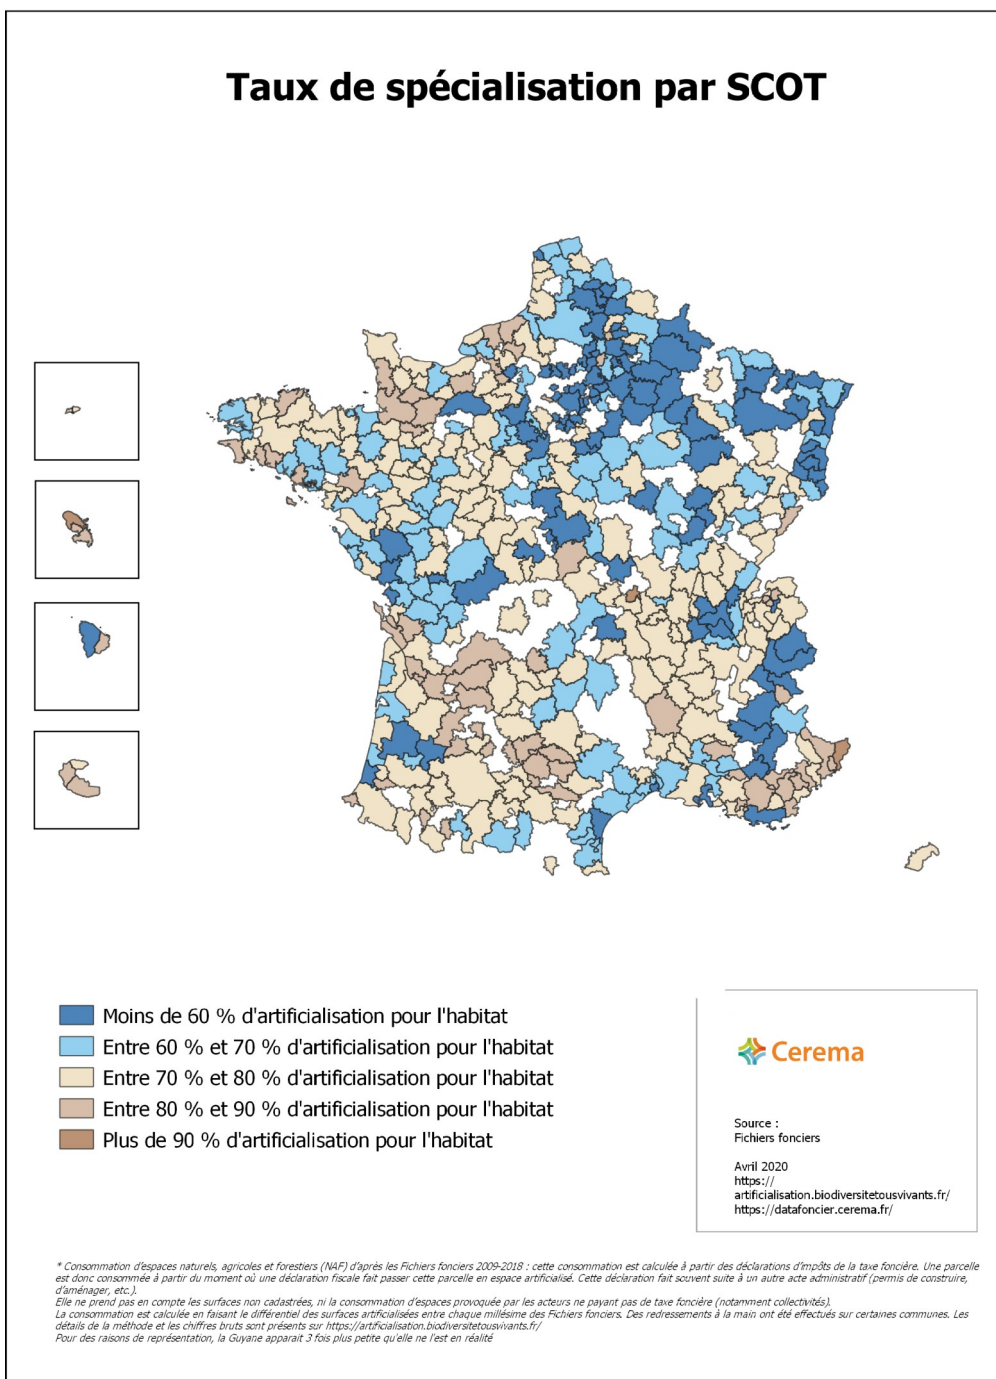 Taux de spécialisation par SCOT
Moins de 60 % d'artificialisation pour l'habitat
Entre 60 % et 70 % d'artificialisation pour l'habitat
Entre 70 % et 80 % d'artificialisation pour l'habitat
Entre 80 % et 90 % d'artificialisation pour l'habitat
Plus de 90 % d'artificialisation pour l'habitat
Cerema
Source :
Fichiers fonciers
Avril 2020
https://
artificialisation.biodiversitetousvivants.fr/
https://datafoncier.cerema.fr/
* Consommation d'espaces naturels, agricoles et forestiers (NAF) d'après les Fichiers fonciers 2009-2018 : cette consommation est calculée à partir des déclarations d'impôts de la taxe foncière. Une parcelle
est donc consommée à partir du moment où une déclaration fiscale fait passer cette parcelle en espace artificialisé. Cette déclaration fait souvent suite à un autre acte administratif (permis de construire,
d'aménager, etc.).
Elle ne prend pas en compte les surfaces non cadastrées, ni la consommation d'espaces provoquée par les acteurs ne payant pas de taxe foncière (notamment collectivités).
La consommation est calculée en faisant le différentiel des surfaces artificialisées entre chaque millésime des Fichiers fonciers. Des redressements à la main ont été effectués sur certaines communes. Les
détails de la méthode et les chiffres bruts sont présents sur https://artificialisation.biodiversitetousvivants.fr/
Pour des raisons de représentation, la Guyane apparait 3 fois plus petite qu'elle ne l'est en réalité